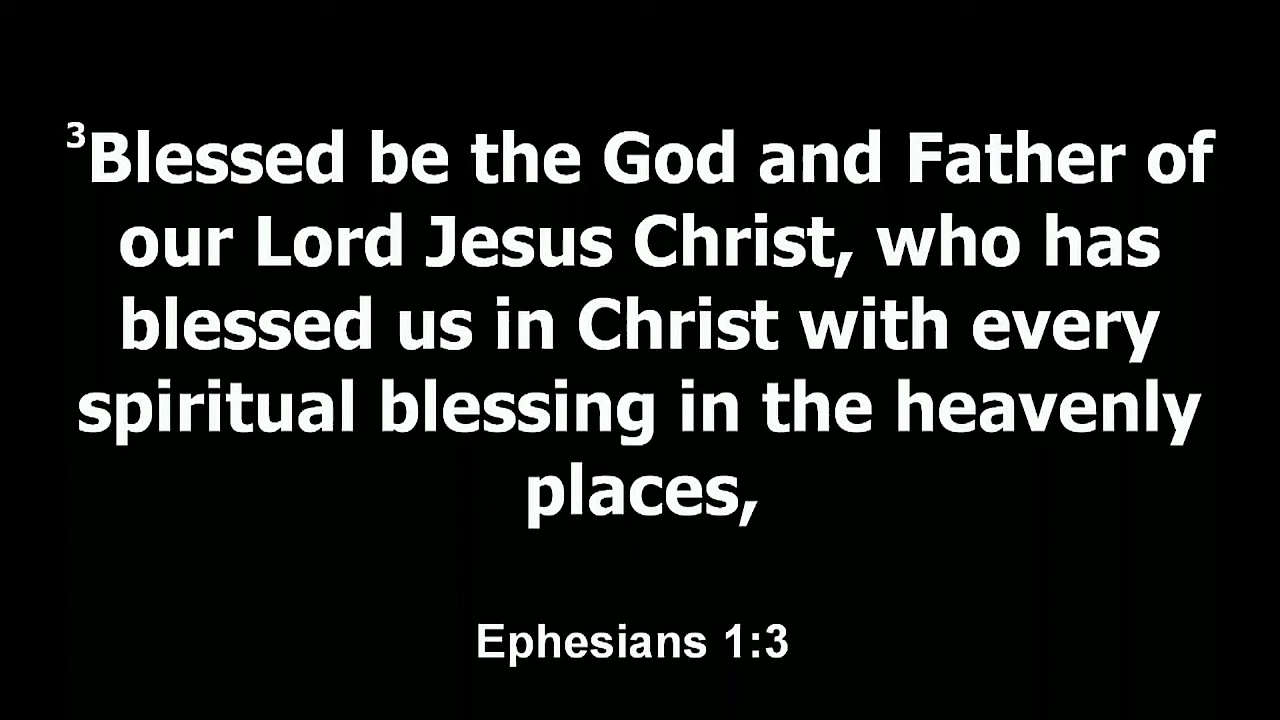 ³Blessed be the God and Father of
our Lord Jesus Christ, who has
blessed us in Christ with every
spiritual blessing in the heavenly
places,
Ephesians 1:3